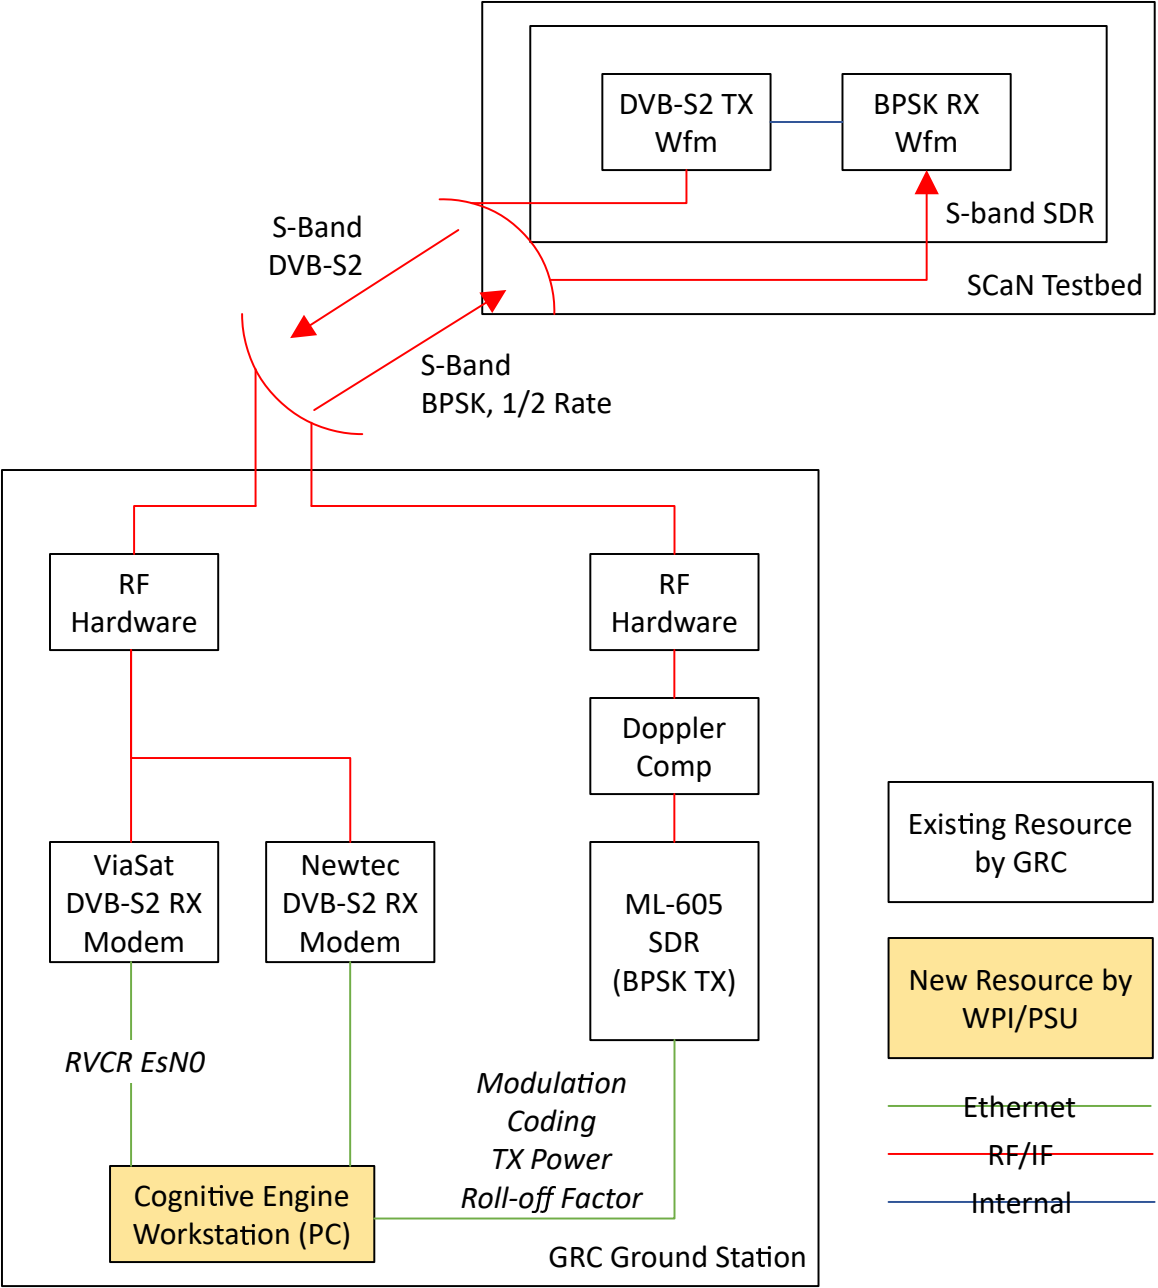 DVB-S2 TX
Wfm
BPSK RX
Wfm
S-band SDR
SCaN Testbed
S-Band
DVB-S2
S-Band
BPSK, 1/2 Rate
RF
Hardware
RF
Hardware
Doppler
Comp
ViaSat
DVB-S2 RX
Modem
Newtec
DVB-S2 RX
Modem
ML-605
SDR
(BPSK TX)
RVCR EsN0
Modulation
Coding
TX Power
Roll-off Factor
Cognitive Engine
Workstation (PC)
GRC Ground Station
Existing Resource
by GRC
New Resource by
WPI/PSU
Ethernet
RF/IF
Internal